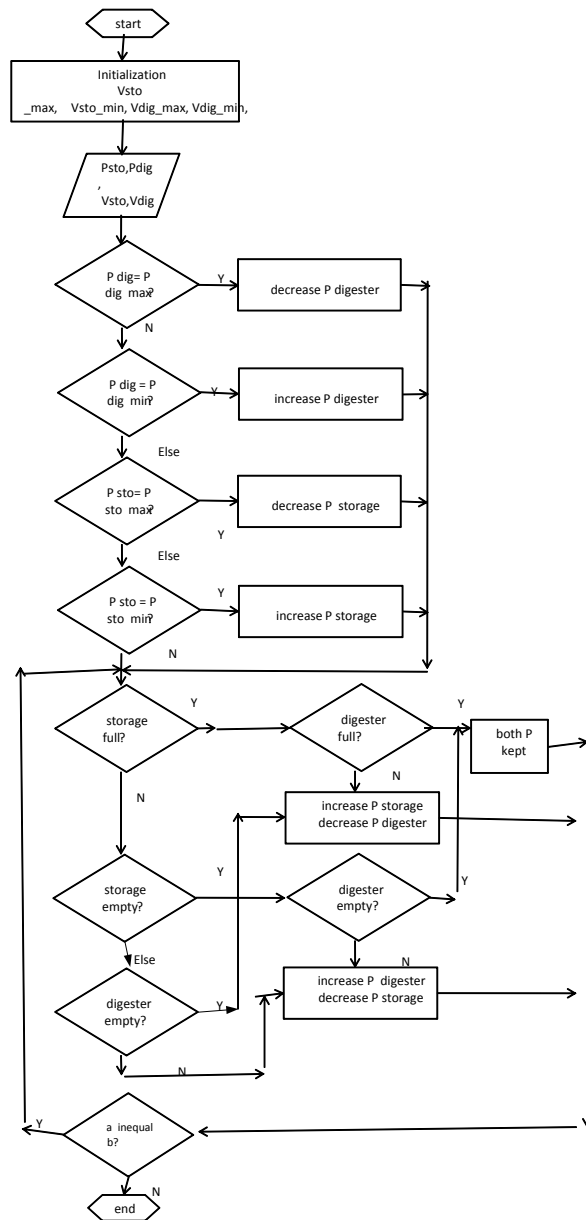 start
Initialization
Vsto
_max, Vsto_min, Vdig_max, Vdig_min,
Psto,Pdig
,
Vsto,Vdig
P dig= P
dig max?
Y
decrease P digester
N
P dig = P
dig min?
Y
increase P digester
Else
P sto= P
sto max?
Y
decrease P storage
Else
P sto = P
sto min?
Y
increase P storage
N
storage
full?
Y
digester
full?
Y
both P
kept
N
N
increase P storage
decrease P digester
storage
empty?
Y
digester
empty?
Y
Else
N
digester
empty?
Y
increase P digester
decrease P storage
N
a inequal
b?
Y
N
end